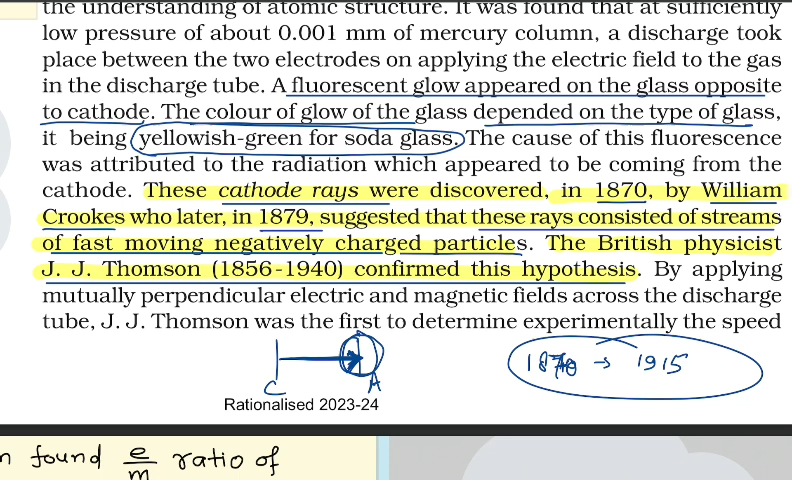 the understanding of atomic structure. It was found that at sufficiently
low pressure of about 0.001 mm of mercury column, a discharge took
place between the two electrodes on applying the electric field to the gas
in the discharge tube. A fluorescent glow appeared on the glass opposite
to cathode. The colour of glow of the glass depended on the type of glass,
it being yellowish-green for soda glass. The cause of this fluorescence
was attributed to the radiation which appeared to be coming from the
cathode. These cathode rays were discovered, in 1870, by William
Crookes who later, in 1879, suggested that these rays consisted of streams
of fast moving negatively charged particles. The British physicist
J. J. Thomson (1856-1940) confirmed this hypothesis. By applying
mutually perpendicular electric and magnetic fields across the discharge
tube, J. J. Thomson was the first to determine experimentally the speed
1870 → 1915
C A
Rationalised 2023-24
n found e/m ratio of